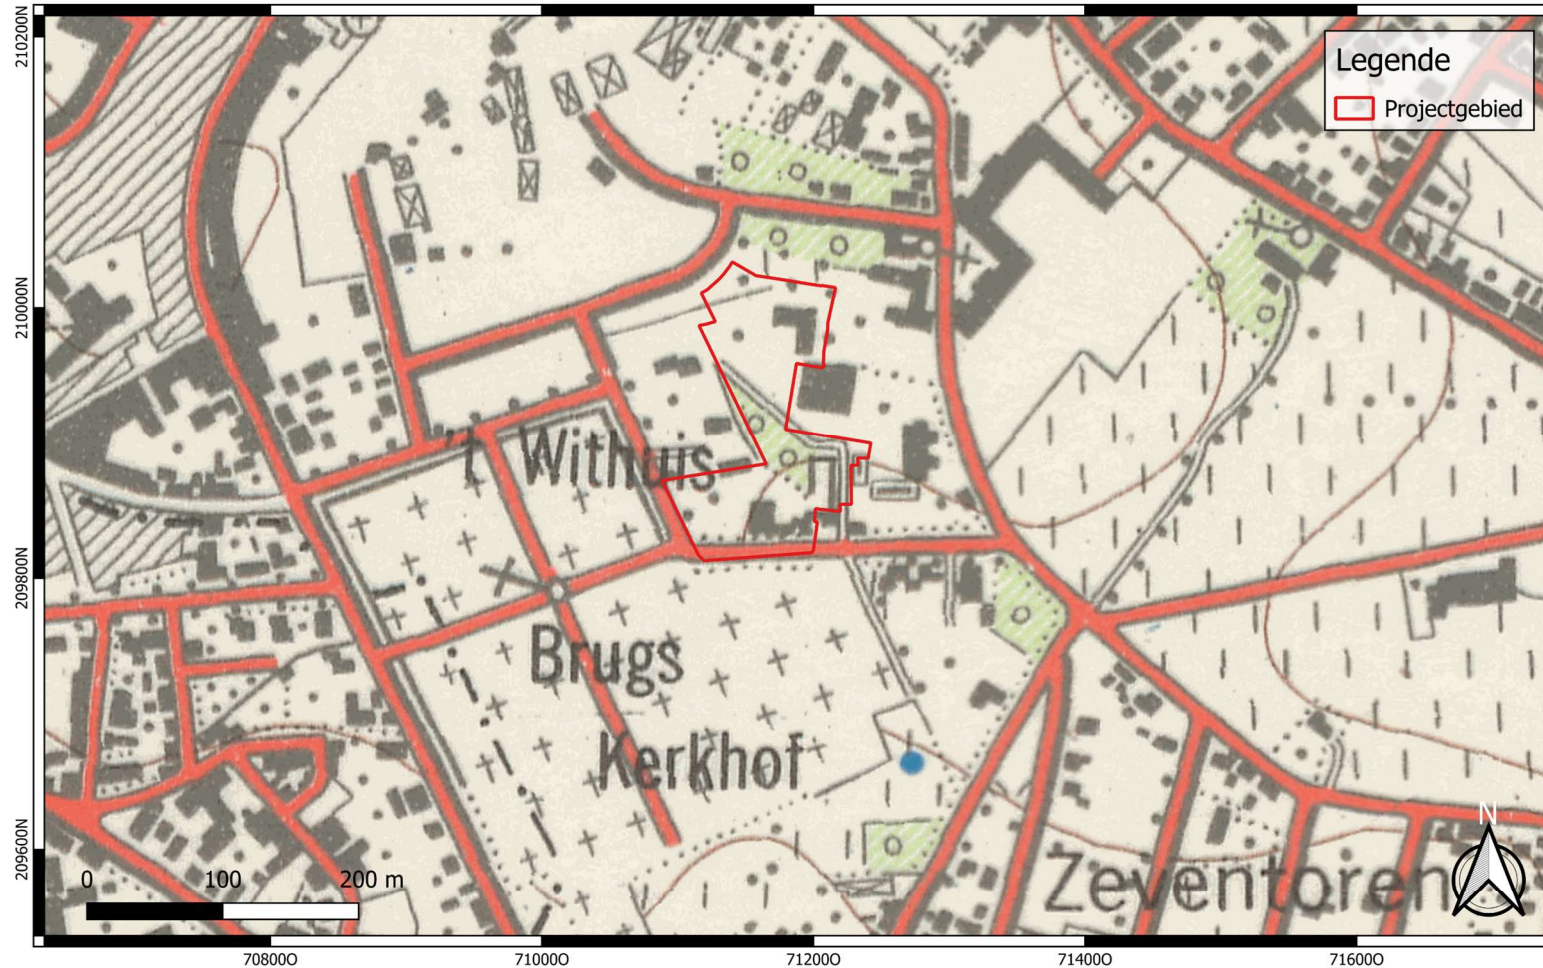 210200N
210000N
209800N
209600N
Legende
Projectgebied
't Withuis
Brugs
Kerkhof
Zeventoren
N
0 100 200 m
70800O 71000O 71200O 71400O 71600O